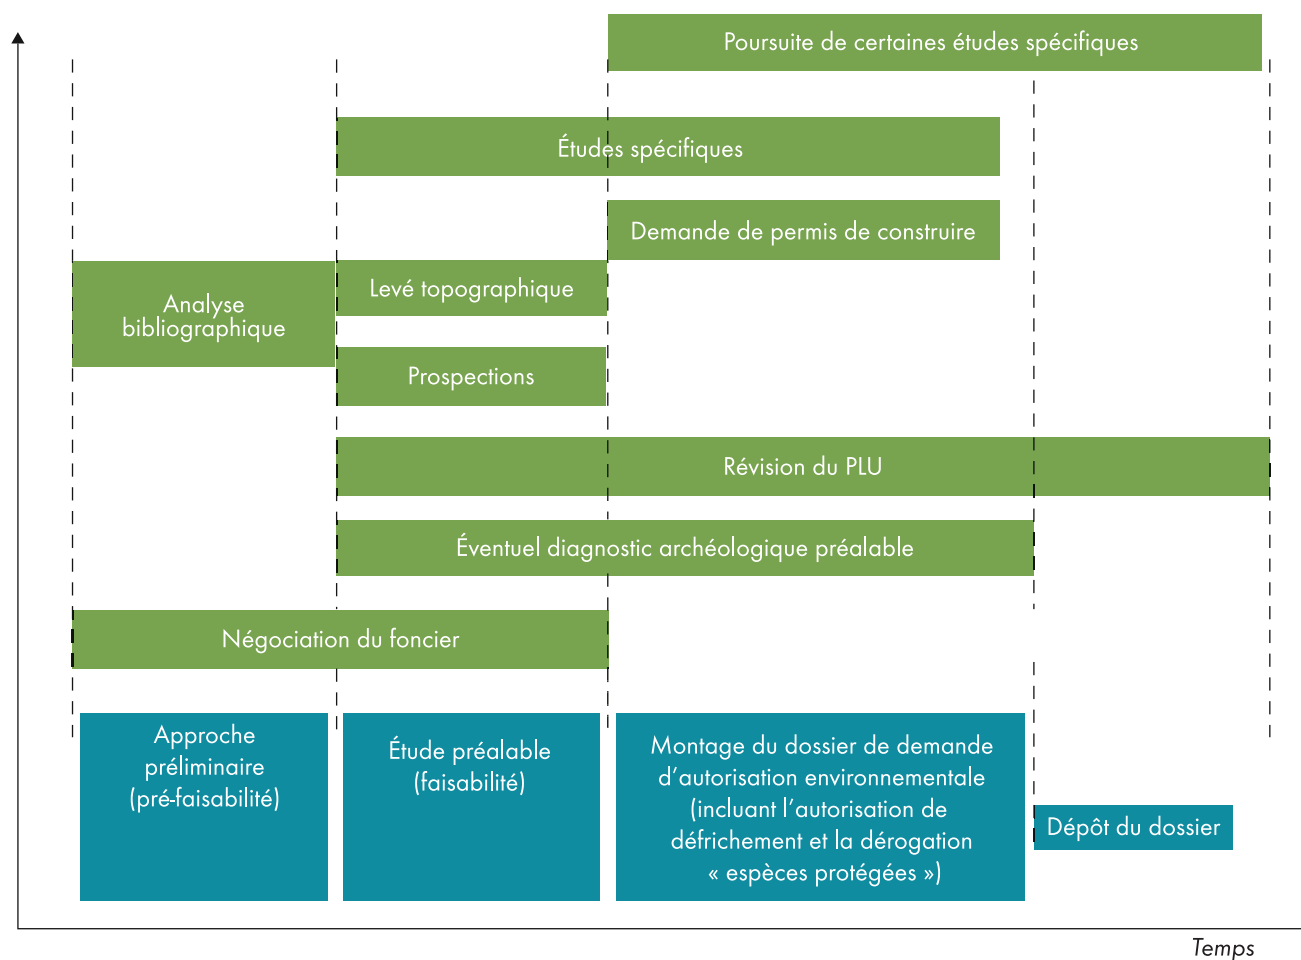 Poursuite de certaines études spécifiques
Études spécifiques
Demande de permis de construire
Analyse
bibliographique
Levé topographique
Prospections
Révision du PLU
Éventuel diagnostic archéologique préalable
Négociation du foncier
Approche
préliminaire
(pré-faisabilité)
Étude préalable
(faisabilité)
Montage du dossier de demande
d’autorisation environnementale
(incluant l’autorisation de
défrichement et la dérogation
« espèces protégées »)
Dépôt du dossier
Temps